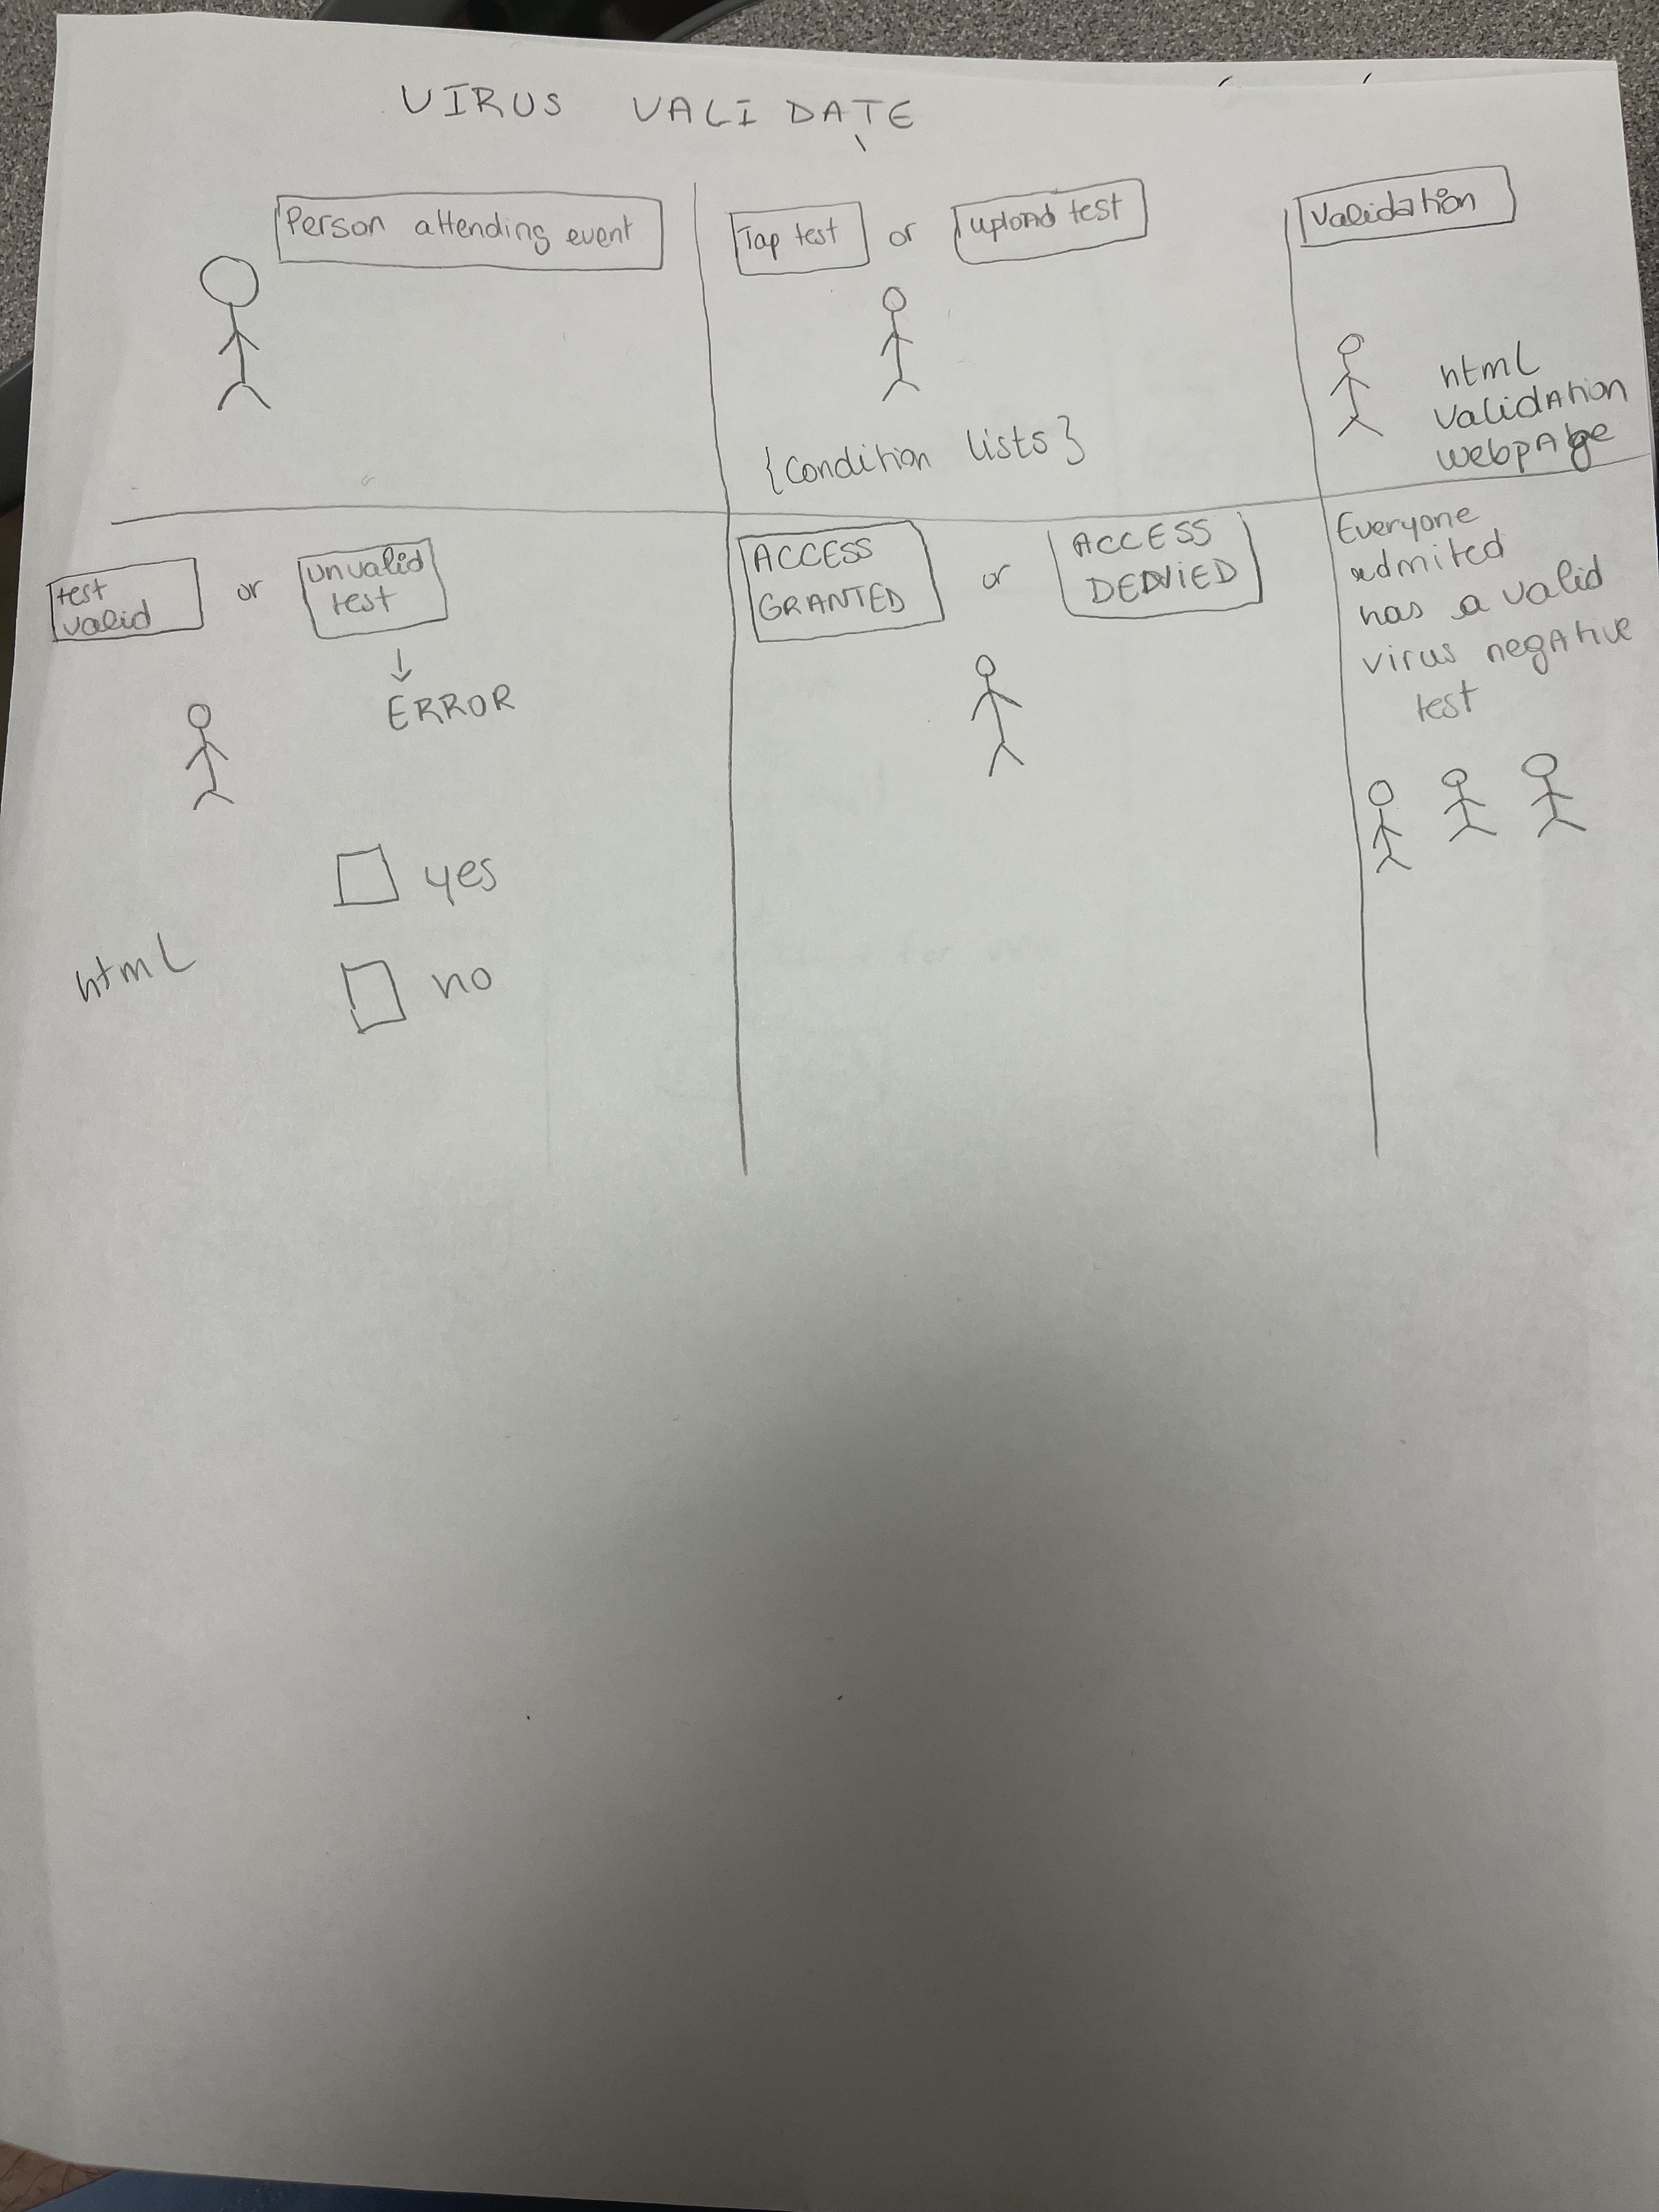 VIRUS VALIDATE
Person attending event
Tap test or upload test
{condition lists}
Validation
html
validation
webpage
test
valid
or
unvalid
test
ERROR
yes
no
html
ACCESS
GRANTED
or
ACCESS
DENIED
Everyone
admited
has a valid
virus negative
test